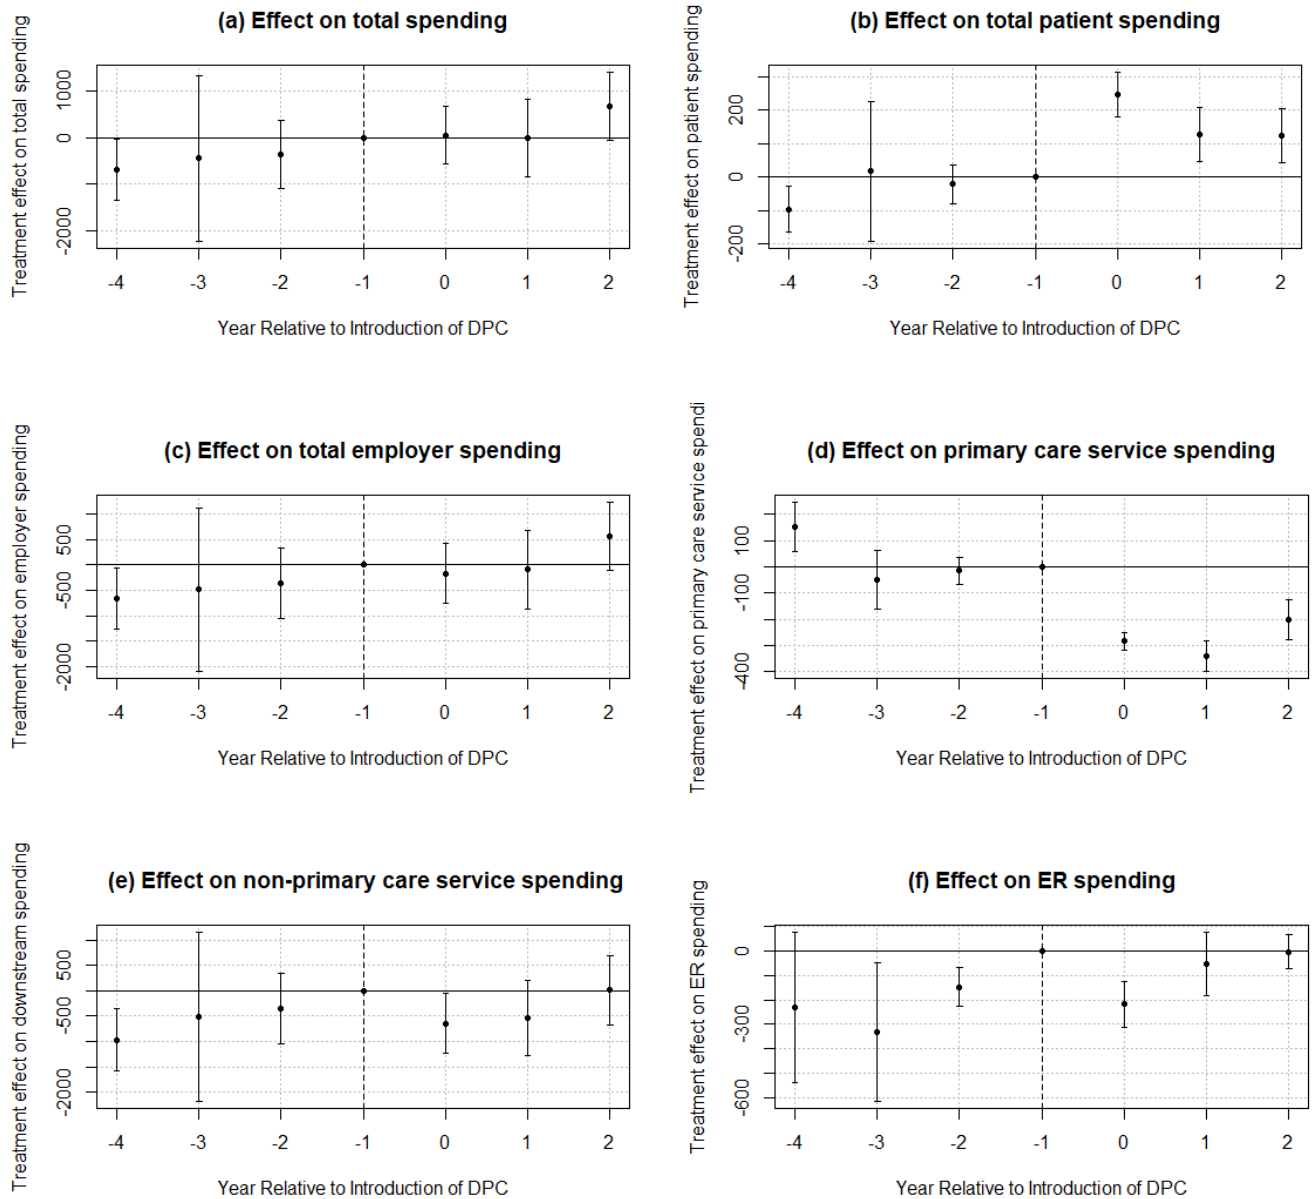 (a) Effect on total spending
Treatment effect on total spending
1000
0
-2000
-4 -3 -2 -1 0 1 2
Year Relative to Introduction of DPC
(b) Effect on total patient spending
Treatment effect on patient spending
200
0
-200
-4 -3 -2 -1 0 1 2
Year Relative to Introduction of DPC
(c) Effect on total employer spending
Treatment effect on employer spending
500
-500
-2000
-4 -3 -2 -1 0 1 2
Year Relative to Introduction of DPC
(d) Effect on primary care service spending
Treatment effect on primary care service spendi
100
-100
-400
-4 -3 -2 -1 0 1 2
Year Relative to Introduction of DPC
(e) Effect on non-primary care service spending
Treatment effect on downstream spending
500
-500
-2000
-4 -3 -2 -1 0 1 2
Year Relative to Introduction of DPC
(f) Effect on ER spending
Treatment effect on ER spending
0
-300
-600
-4 -3 -2 -1 0 1 2
Year Relative to Introduction of DPC